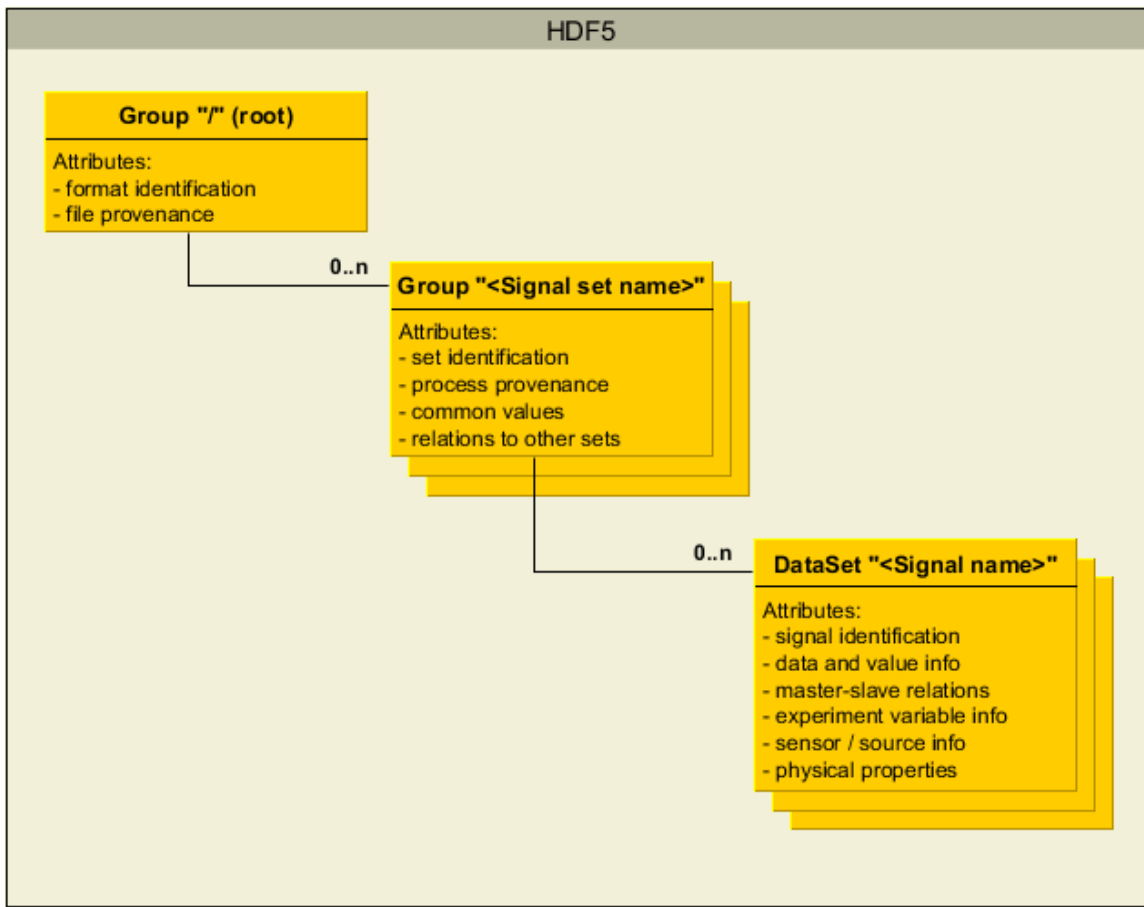 HDF5
Group "/" (root)
Attributes:
- format identification
- file provenance
0..n
Group "<Signal set name>"
Attributes:
- set identification
- process provenance
- common values
- relations to other sets
0..n
DataSet "<Signal name>"
Attributes:
- signal identification
- data and value info
- master-slave relations
- experiment variable info
- sensor / source info
- physical properties